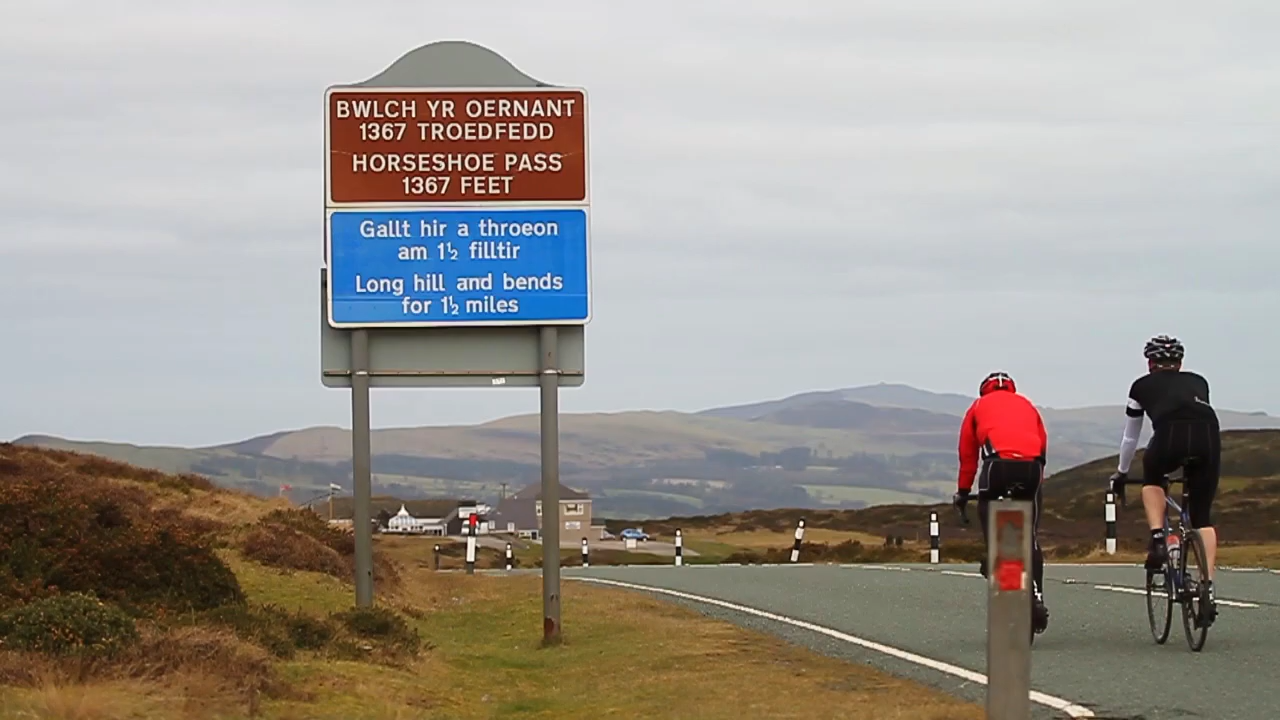 BWLCH YR OERNANT
1367 TROEDFEDD
HORSESHOE PASS
1367 FEET
Gallt hir a throeon
am 1½ filltir
Long hill and bends
for 1½ miles